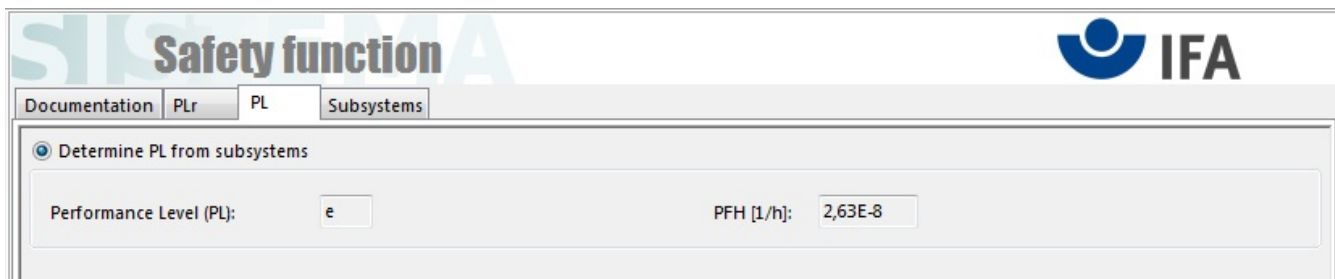 SISTEMA
Safety function
IFA
Documentation PLr PL Subsystems
Determine PL from subsystems
Performance Level (PL): e PFH [1/h]: 2,63E-8